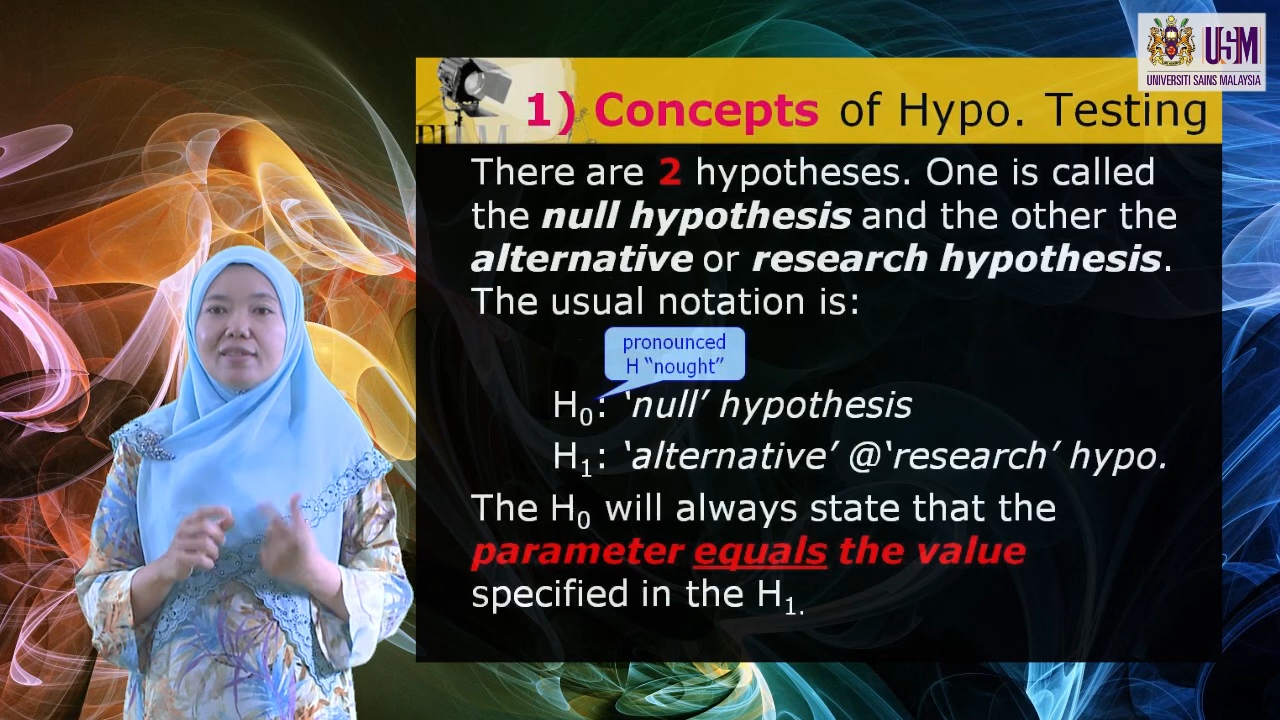 USM
UNIVERSITI SAINS MALAYSIA
FILM
1) Concepts of Hypo. Testing
There are 2 hypotheses. One is called
the null hypothesis and the other the
alternative or research hypothesis.
The usual notation is:
pronounced
H “nought”
H₀: ‘null’ hypothesis
H₁: ‘alternative’ @‘research’ hypo.
The H₀ will always state that the
parameter equals the value
specified in the H₁.